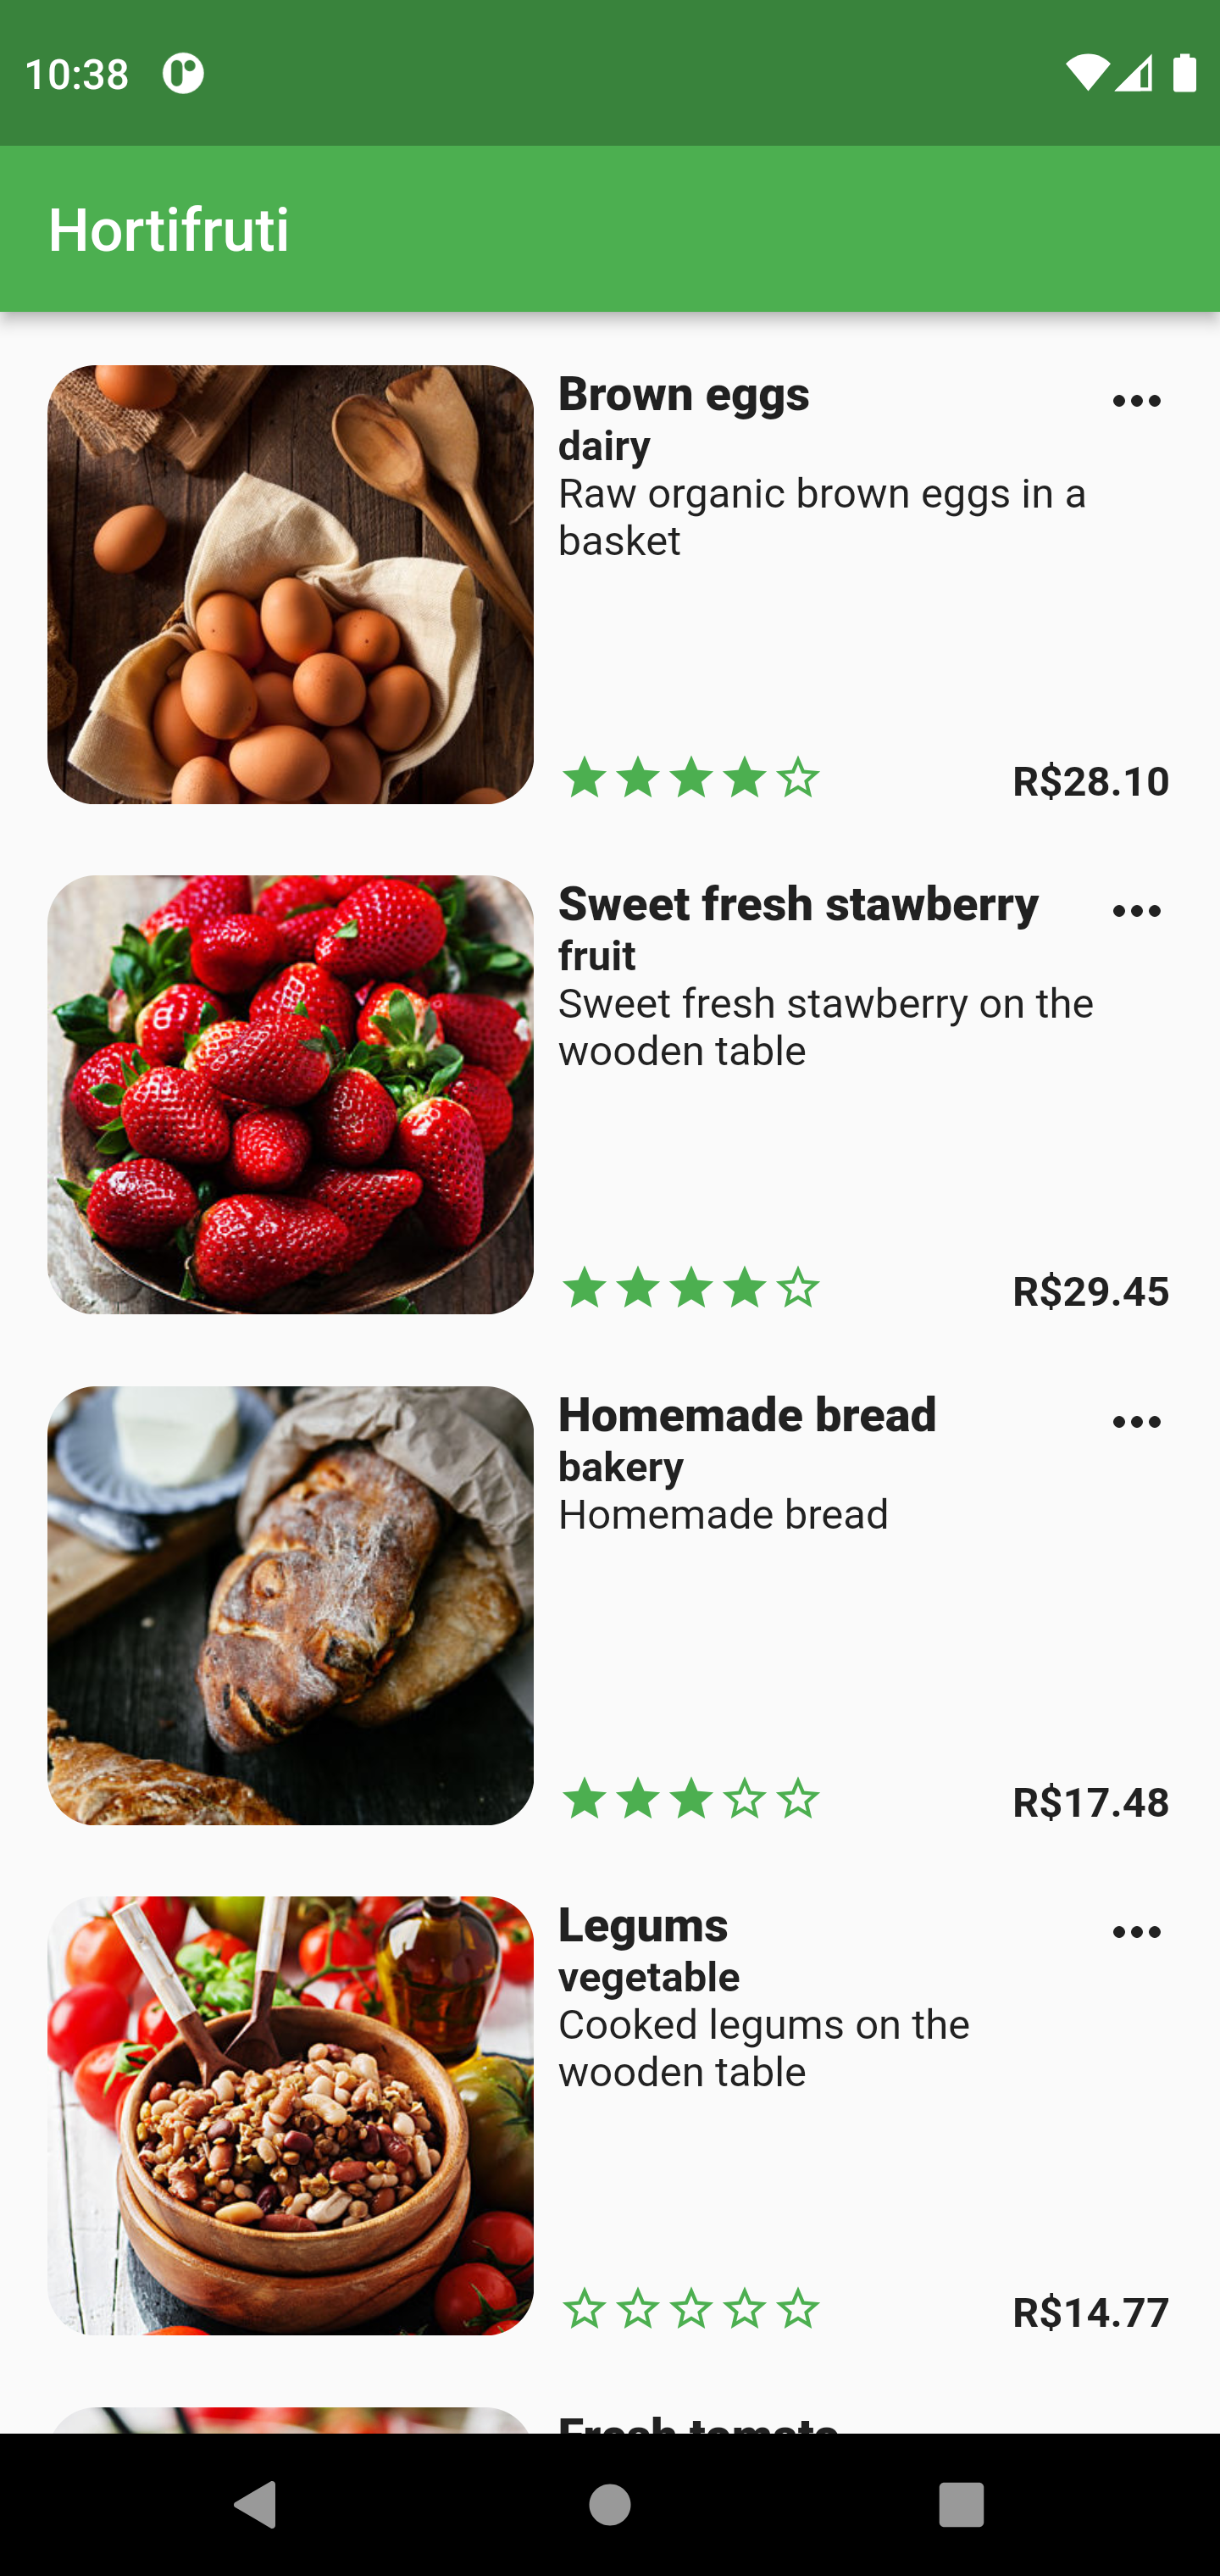 10:38
Hortifruti
Brown eggs
dairy
Raw organic brown eggs in a
basket
R$28.10
Sweet fresh stawberry
fruit
Sweet fresh stawberry on the
wooden table
R$29.45
Homemade bread
bakery
Homemade bread
R$17.48
Legums
vegetable
Cooked legums on the
wooden table
R$14.77
Fresh tomato